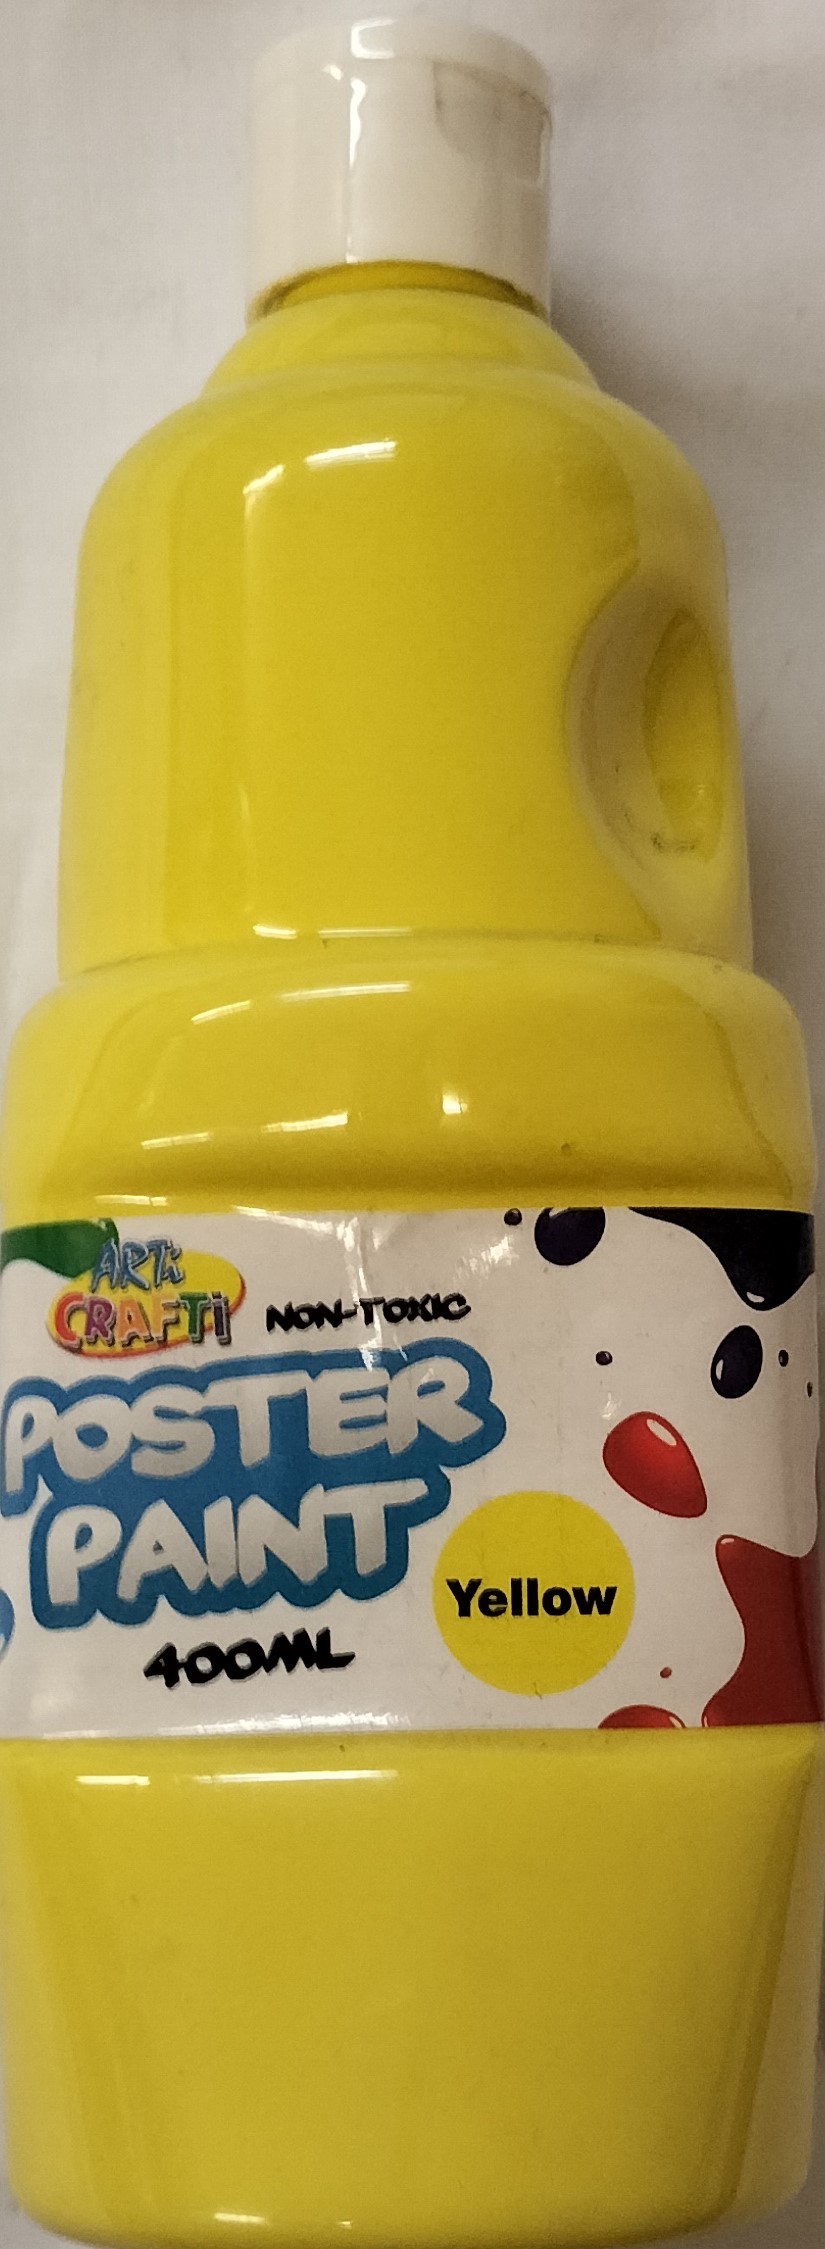 ARTi
CRAFTi
NON-TOXIC
POSTER
PAINT
Yellow
400ML